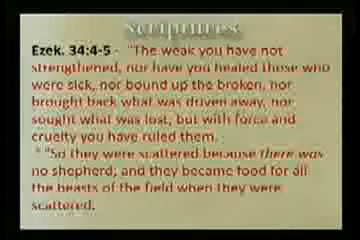 Scriptures
Ezek. 34:4-5 - "The weak you have not
strengthened, nor have you healed those who
were sick, nor bound up the broken, nor
brought back what was driven away, nor
sought what was lost, but with force and
cruelty you have ruled them.
"So they were scattered because there was
no shepherd; and they became food for all
the beasts of the field when they were
scattered.